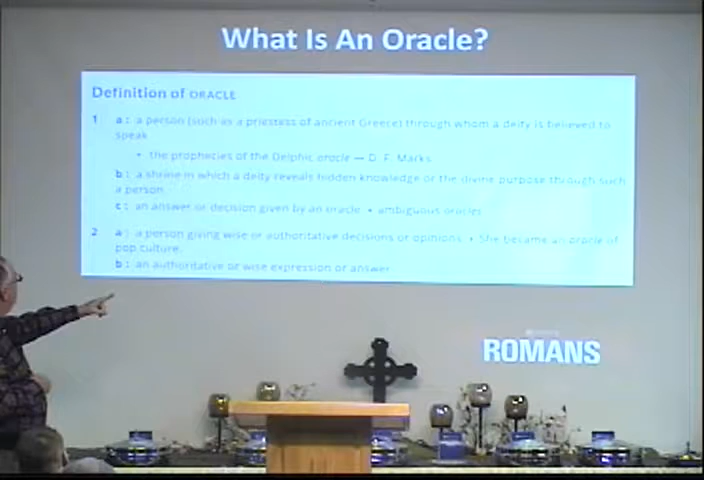 What Is An Oracle?
Definition of ORACLE
1 a : a person (such as a priestess of ancient Greece) through whom a deity is believed to
speak
• the prophecies of the Delphic oracle — D. F. Marks
b : a shrine in which a deity reveals hidden knowledge or the divine purpose through such
a person
c : an answer or decision given by an oracle • ambiguous oracles
2 a : a person giving wise or authoritative decisions or opinions • She became an oracle of
pop culture.
b : an authoritative or wise expression or answer
ROMANS